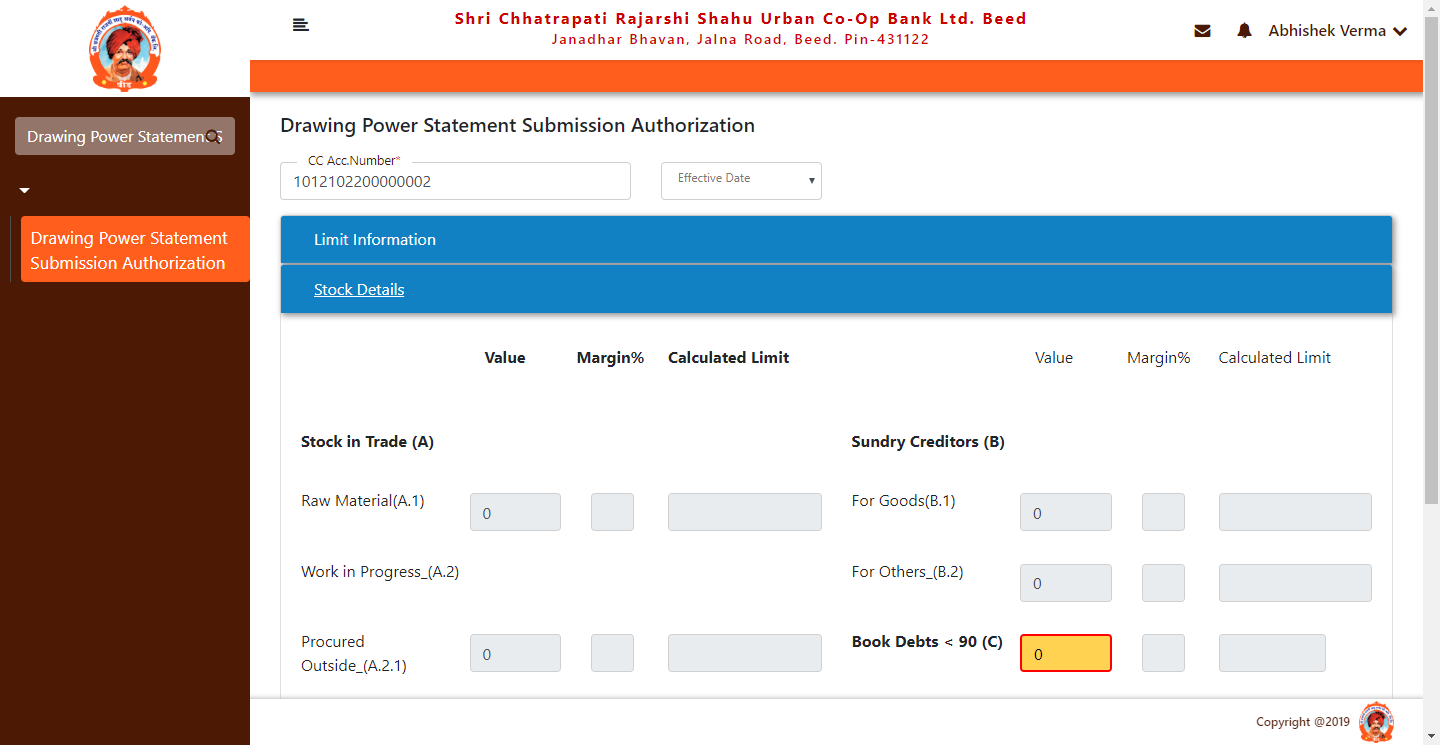 Shri Chhatrapati Rajarshi Shahu Urban Co-Op Bank Ltd. Beed
Janadhar Bhavan, Jalna Road, Beed. Pin-431122
Abhishek Verma
Drawing Power Statement
Drawing Power Statement
Submission Authorization
Drawing Power Statement Submission Authorization
CC Acc.Number*
1012102200000002
Effective Date
Limit Information
Stock Details
Value Margin% Calculated Limit Value Margin% Calculated Limit
Stock in Trade (A) Sundry Creditors (B)
Raw Material(A.1) 0 For Goods(B.1) 0
Work in Progress_(A.2) For Others_(B.2) 0
Procured
Outside_(A.2.1) 0 Book Debts < 90 (C) 0
Copyright @2019